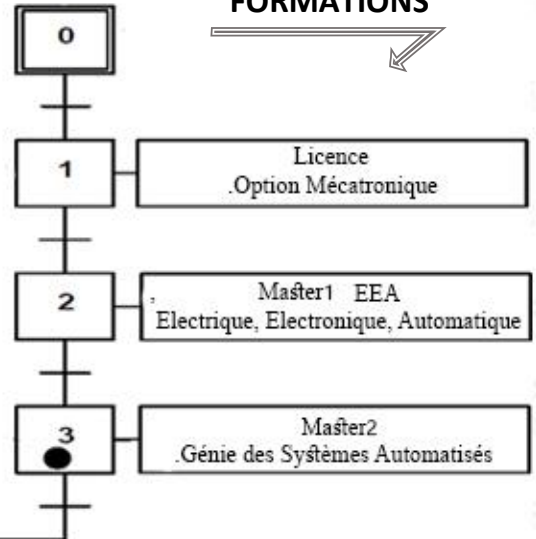 FORMATIONS
0
1
Licence
.Option Mécatronique
2
, Master1 EEA
Electrique, Electronique, Automatique
3
Master2
.Génie des Systèmes Automatisés